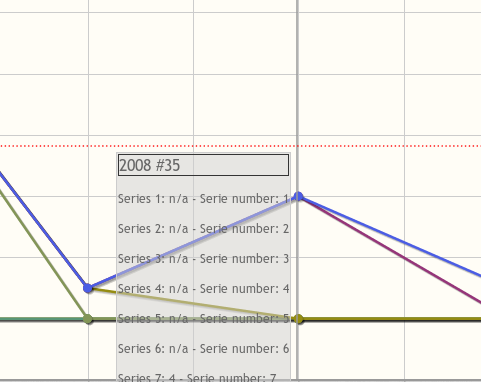 2008 #35
Series 1: n/a - Serie number: 1
Series 2: n/a - Serie number: 2
Series 3: n/a - Serie number: 3
Series 4: n/a - Serie number: 4
Series 5: n/a - Serie number: 5
Series 6: n/a - Serie number: 6
Series 7: 4 - Serie number: 7